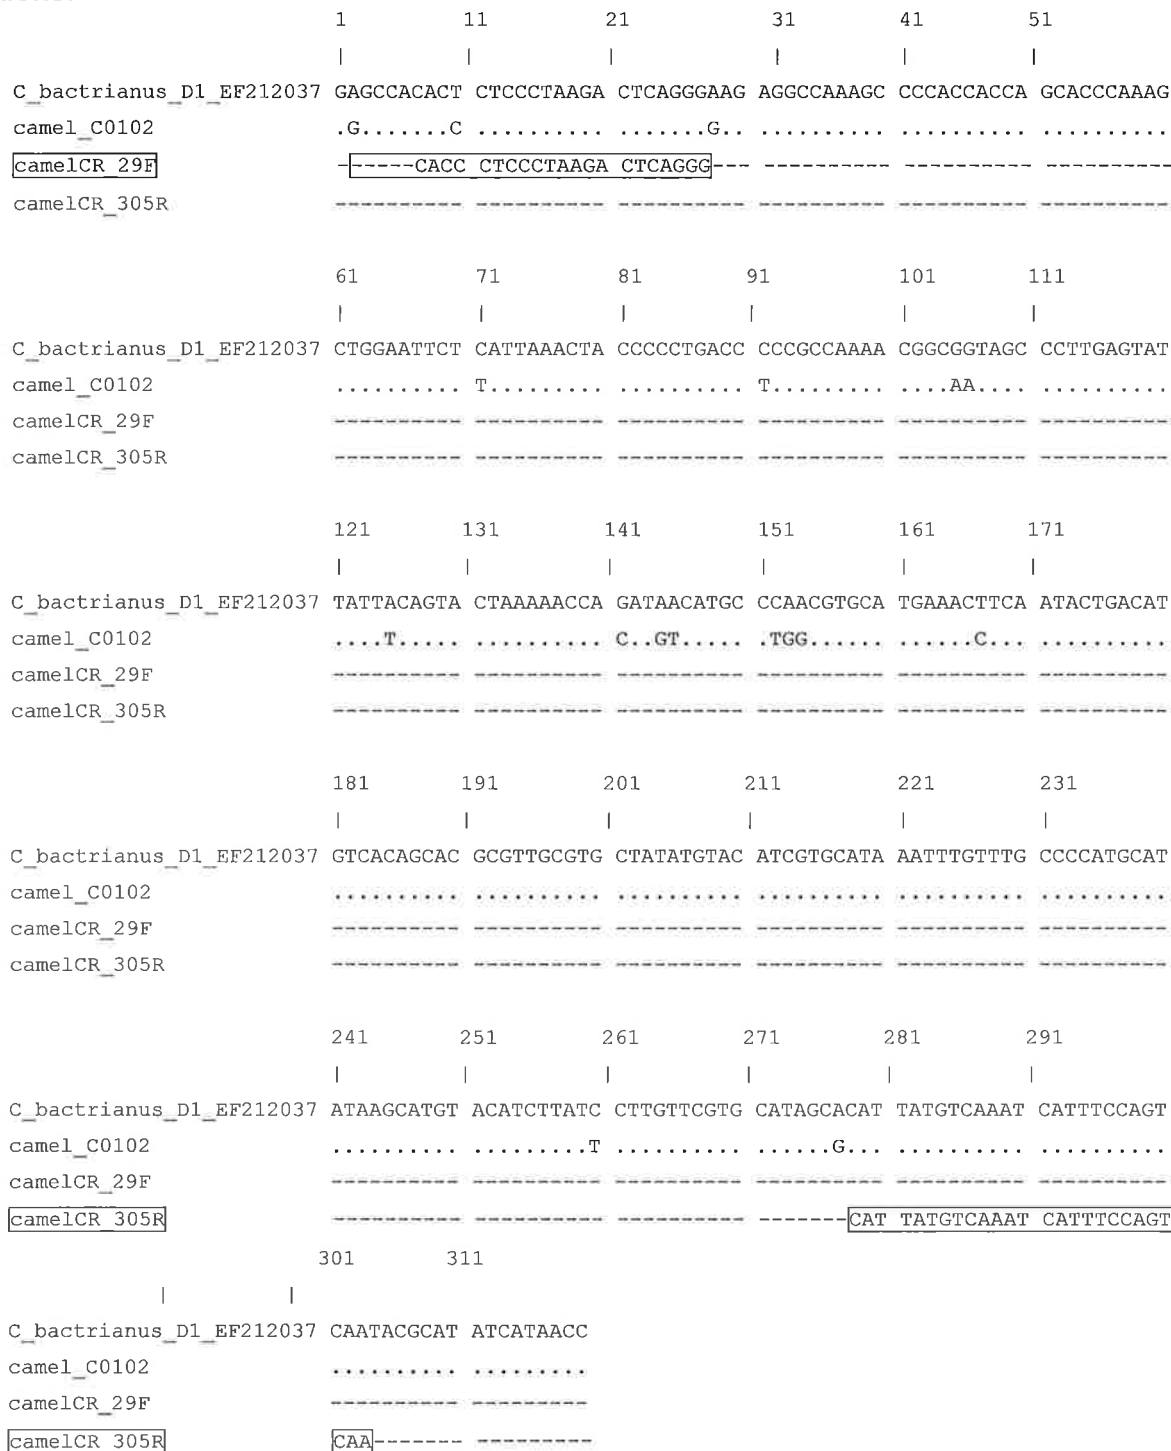 1 11 21 31 41 51
| | | | | |
C_bactrianus_D1_EF212037 GAGCCACACT CTCCCTAAGA CTCAGGGAAG AGGCCAAAGC CCCACCACCA GCACCCAAAG
camel_C0102 .G.......C .......... .......G.. .......... .......... ..........
camelCR_29F ------CACC CTCCCTAAGA CTCAGGG--- ---------- ---------- ----------
camelCR_305R ---------- ---------- ---------- ---------- ---------- ----------
61 71 81 91 101 111
| | | | | |
C_bactrianus_D1_EF212037 CTGGAATTCT CATTAAACTA CCCCCTGACC CCCGCCAAAA CGGCGGTAGC CCTTGAGTAT
camel_C0102 .......... T......... .......... T......... ....AA.... ..........
camelCR_29F ---------- ---------- ---------- ---------- ---------- ----------
camelCR_305R ---------- ---------- ---------- ---------- ---------- ----------
121 131 141 151 161 171
| | | | | |
C_bactrianus_D1_EF212037 TATTACAGTA CTAAAAACCA GATAACATGC CCAACGTGCA TGAAACTTCA ATACTGACAT
camel_C0102 ....T..... .......... C..GT..... .TGG...... ......C... ..........
camelCR_29F ---------- ---------- ---------- ---------- ---------- ----------
camelCR_305R ---------- ---------- ---------- ---------- ---------- ----------
181 191 201 211 221 231
| | | | | |
C_bactrianus_D1_EF212037 GTCACAGCAC GCGTTGCGTG CTATATGTAC ATCGTGCATA AATTTGTTTG CCCCATGCAT
camel_C0102 .......... .......... .......... .......... .......... ..........
camelCR_29F ---------- ---------- ---------- ---------- ---------- ----------
camelCR_305R ---------- ---------- ---------- ---------- ---------- ----------
241 251 261 271 281 291
| | | | | |
C_bactrianus_D1_EF212037 ATAAGCATGT ACATCTTATC CTTGTTCGTG CATAGCACAT TATGTCAAAT CATTTCCAGT
camel_C0102 .......... .........T .......... ......G... .......... ..........
camelCR_29F ---------- ---------- ---------- ---------- ---------- ----------
camelCR_305R ---------- ---------- ---------- -------CAT TATGTCAAAT CATTTCCAGT
301 311
| |
C_bactrianus_D1_EF212037 CAATACGCAT ATCATAACC
camel_C0102 .......... .........
camelCR_29F ---------- ---------
camelCR 305R CAA------- ---------